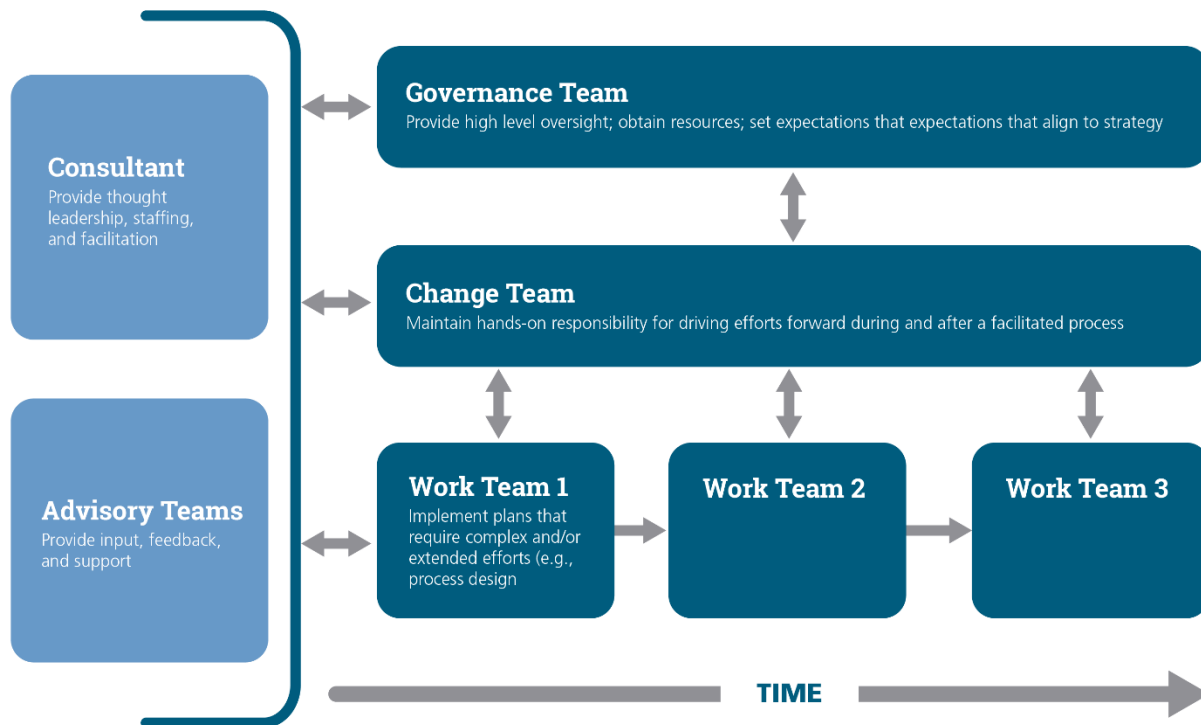 Consultant
Provide thought
leadership, staffing,
and facilitation
Advisory Teams
Provide input, feedback,
and support
Governance Team
Provide high level oversight; obtain resources; set expectations that expectations that align to strategy
Change Team
Maintain hands-on responsibility for driving efforts forward during and after a facilitated process
Work Team 1
Implement plans that
require complex and/or
extended efforts (e.g.,
process design
Work Team 2
Work Team 3
TIME